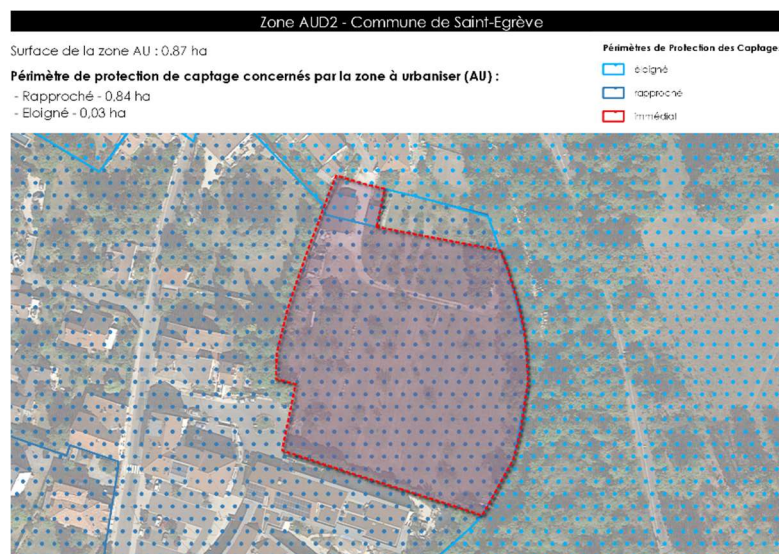 Zone AUD2 - Commune de Saint-Egrève
Surface de la zone AU : 0.87 ha
Périmètre de protection de captage concernés par la zone à urbaniser (AU) :
- Rapproché - 0,84 ha
- Eloigné - 0,03 ha
Périmètres de Protection des Captages
éloigné
rapproché
immédiat